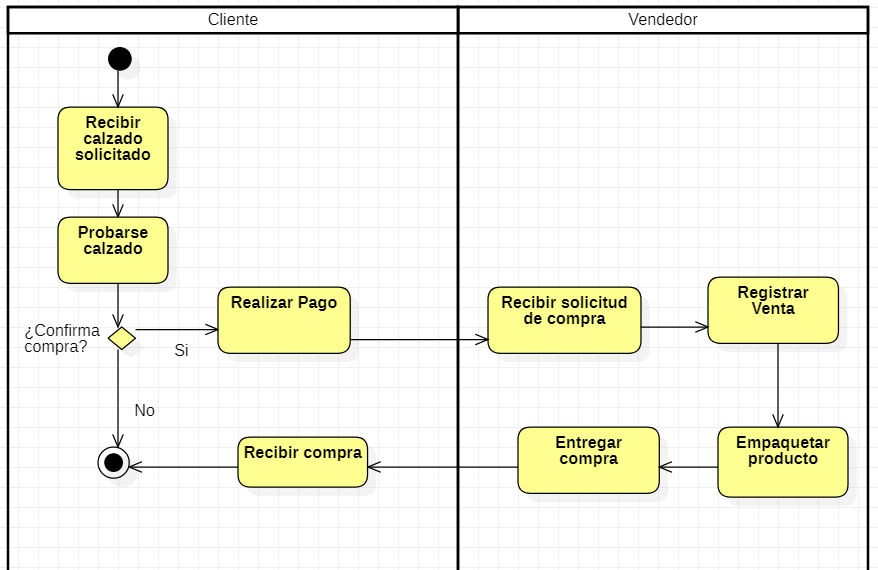 Cliente
Vendedor
Recibir
calzado
solicitado
Probarse
calzado
¿Confirma
compra?
Si
No
Realizar Pago
Recibir solicitud
de compra
Registrar
Venta
Empaquetar
producto
Entregar
compra
Recibir compra